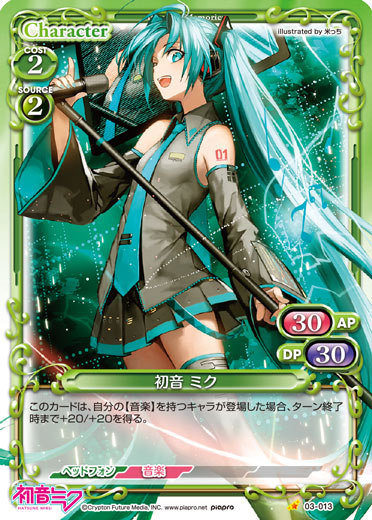 Character
Illustrated by 米っち
COST
2
SOURCE
2
01
30 AP
DP 30
初音 ミク
このカードは、自分の【音楽】を持つキャラが登場した場合、ターン終了
時まで+20/+20を得る。
ヘッドフォン 音楽
初音ミク
HATSUNE MIKU
©Crypton Future Media, INC. www.piapro.net piapro
03-013